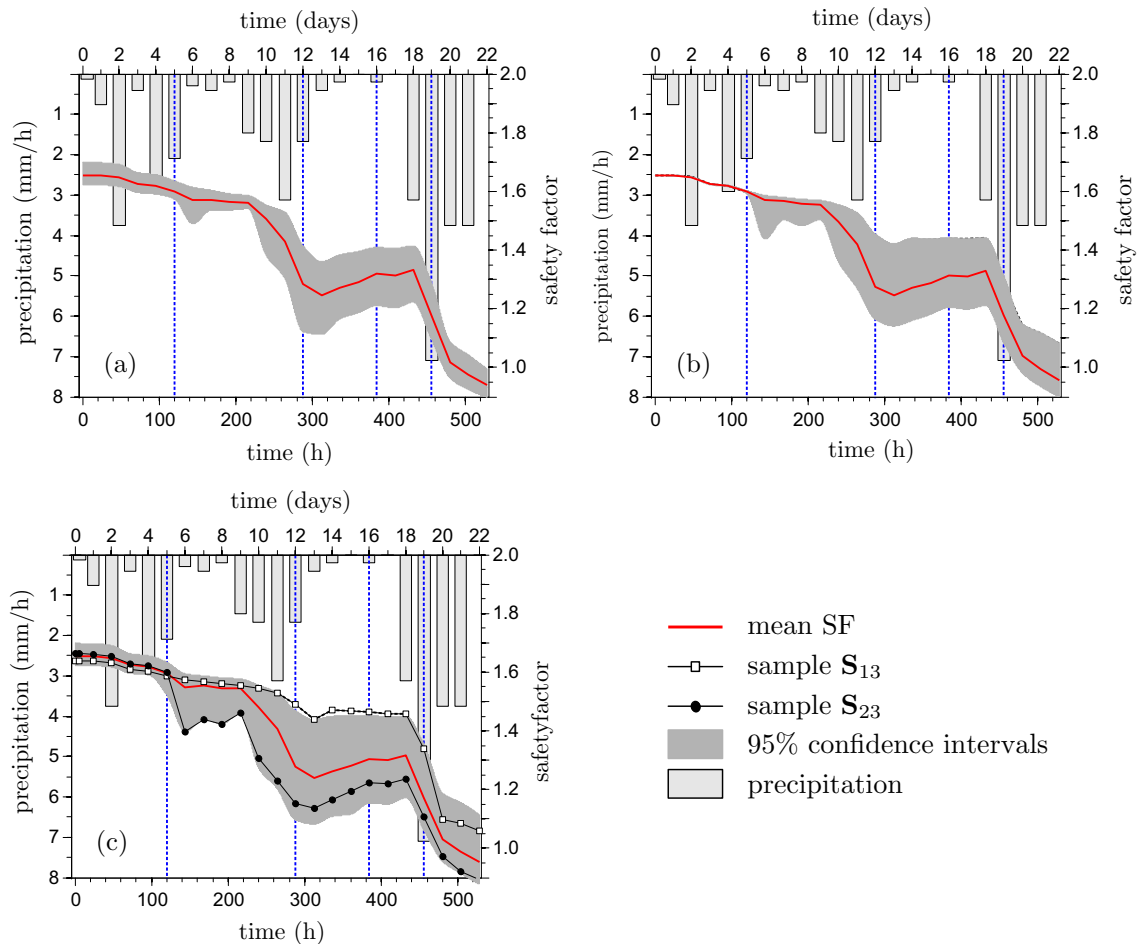 time (days)
0 2 4 6 8 10 12 14 16 18 20 22
precipitation (mm/h)
1
2
3
4
5
6
7
8
2.0
1.8
1.6
1.4
1.2
1.0
safety factor
(a)
0 100 200 300 400 500
time (h)
time (days)
0 2 4 6 8 10 12 14 16 18 20 22
precipitation (mm/h)
1
2
3
4
5
6
7
8
2.0
1.8
1.6
1.4
1.2
1.0
safety factor
(b)
0 100 200 300 400 500
time (h)
time (days)
0 2 4 6 8 10 12 14 16 18 20 22
precipitation (mm/h)
1
2
3
4
5
6
7
8
2.0
1.8
1.6
1.4
1.2
1.0
safetyfactor
(c)
0 100 200 300 400 500
time (h)
mean SF
sample S13
sample S23
95% confidence intervals
precipitation